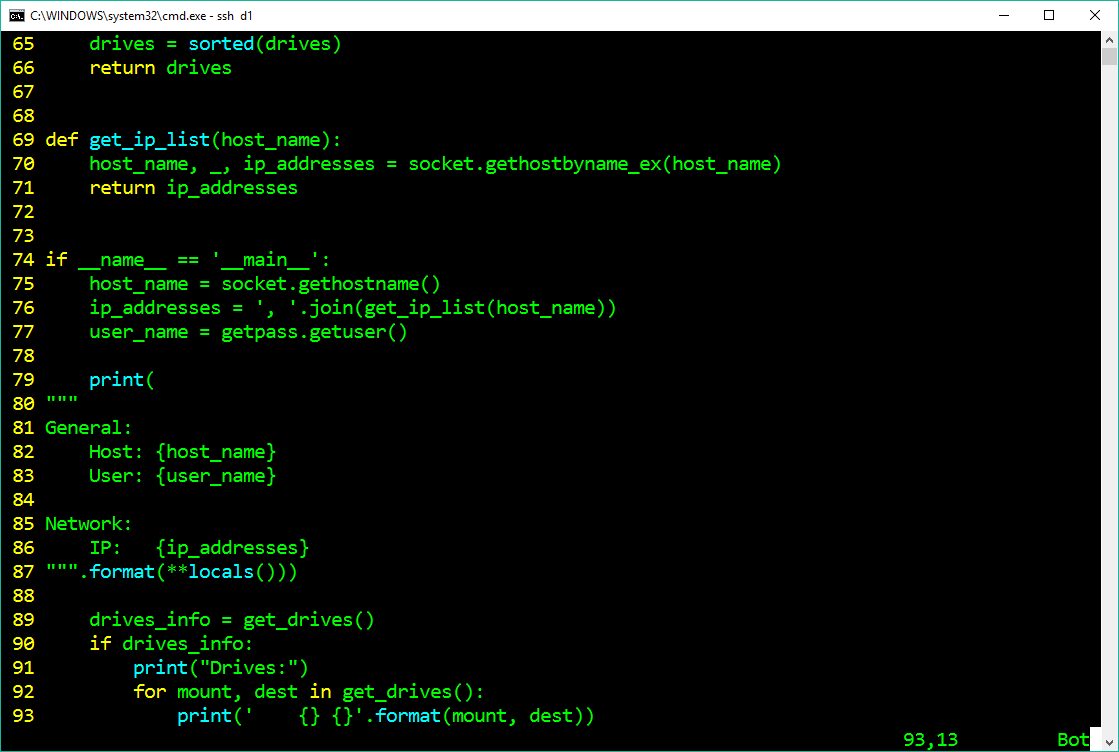 C:\WINDOWS\system32\cmd.exe - ssh d1
65     drives = sorted(drives)
66     return drives
67
68
69 def get_ip_list(host_name):
70     host_name, _, ip_addresses = socket.gethostbyname_ex(host_name)
71     return ip_addresses
72
73
74 if __name__ == '__main__':
75     host_name = socket.gethostname()
76     ip_addresses = ', '.join(get_ip_list(host_name))
77     user_name = getpass.getuser()
78
79     print(
80 """
81 General:
82     Host: {host_name}
83     User: {user_name}
84
85 Network:
86     IP:   {ip_addresses}
87 """.format(**locals()))
88
89     drives_info = get_drives()
90     if drives_info:
91         print("Drives:")
92         for mount, dest in get_drives():
93             print('    {} {}'.format(mount, dest))
93,13         Bot